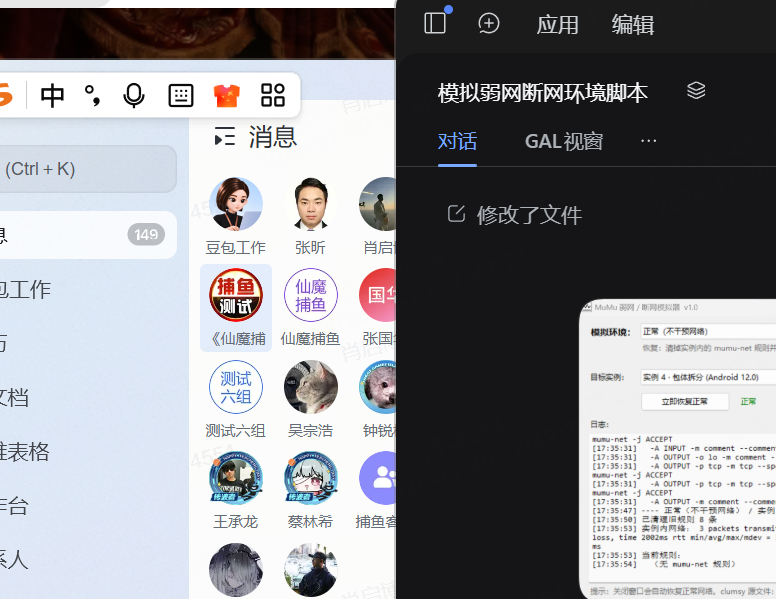 中
(Ctrl + K)
息
149
包工作
历
文档
维表格
作台
系人
消息
豆包工作
张昕
肖启博
捕鱼
测试
仙魔
捕鱼
国华
《仙魔捕
仙魔捕鱼
张国
测试
六组
测试六组
吴宗浩
钟锐
王承龙
蔡林希
捕鱼客
应用
编辑
模拟弱网断网环境脚本
对话
GAL视窗
···
修改了文件
MuMu 弱网 / 断网模拟器 v1.0
模拟环境：
正常 (不干预网络)
恢复：清掉实例内的 mumu-net 规则并
目标实例：
实例 4 - 包体拆分 (Android 12.0)
立即恢复正常
正常
日志：
mumu-net -j ACCEPT
[17:35:31] -A INPUT -m comment --commen
[17:35:31] -A OUTPUT -o lo -m comment -
[17:35:31] -A OUTPUT -p tcp -m tcp --spo
mumu-net -j ACCEPT
[17:35:31] -A OUTPUT -p tcp -m tcp --spo
mumu-net -j ACCEPT
[17:35:31] -A OUTPUT -m comment --comme
[17:35:47] ---- 正常 (不干预网络) / 实例
[17:35:50] 已清理旧规则 8 条
[17:35:53] 实例内网络： 3 packets transmit
loss, time 2002ms rtt min/avg/max/mdev =
ms
[17:35:53] 当前规则:
[17:35:54] （无 mumu-net 规则）
提示：关闭窗口会自动恢复正常网络。clumsy 源文件：